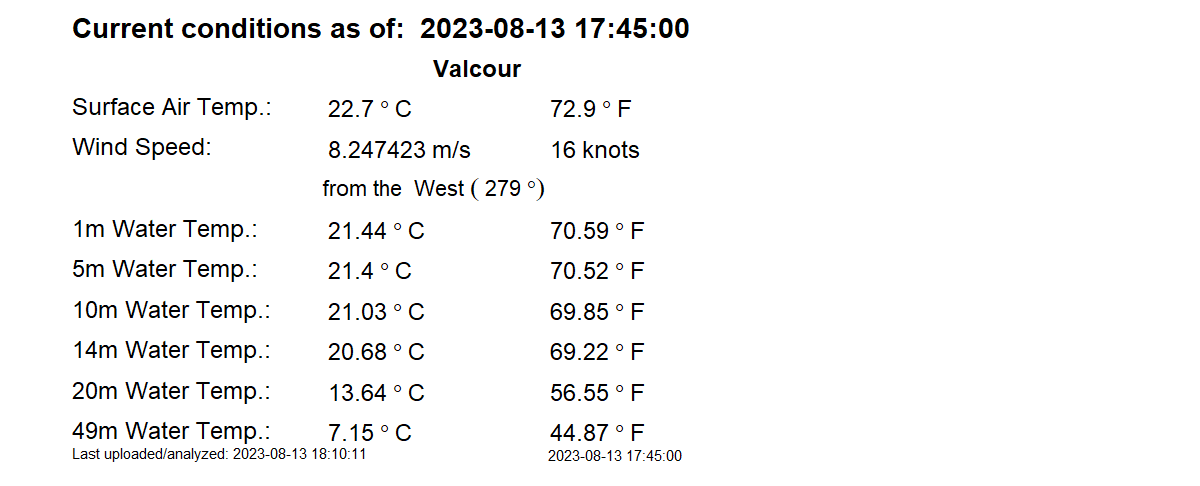 Current conditions as of: 2023-08-13 17:45:00
Valcour
Surface Air Temp.: 22.7 ° C 72.9 ° F
Wind Speed: 8.247423 m/s 16 knots
from the West ( 279 °)
1m Water Temp.: 21.44 ° C 70.59 ° F
5m Water Temp.: 21.4 ° C 70.52 ° F
10m Water Temp.: 21.03 ° C 69.85 ° F
14m Water Temp.: 20.68 ° C 69.22 ° F
20m Water Temp.: 13.64 ° C 56.55 ° F
49m Water Temp.: 7.15 ° C 44.87 ° F
Last uploaded/analyzed: 2023-08-13 18:10:11 2023-08-13 17:45:00